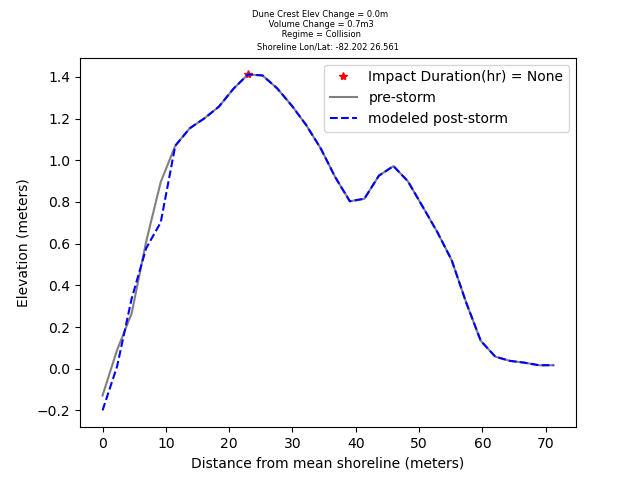 Dune Crest Elev Change = 0.0m
Volume Change = 0.7m3
Regime = Collision
Shoreline Lon/Lat: -82.202 26.561
Impact Duration(hr) = None
pre-storm
modeled post-storm
1.4
1.2
1.0
0.8
0.6
0.4
0.2
0.0
−0.2
Elevation (meters)
0 10 20 30 40 50 60 70
Distance from mean shoreline (meters)